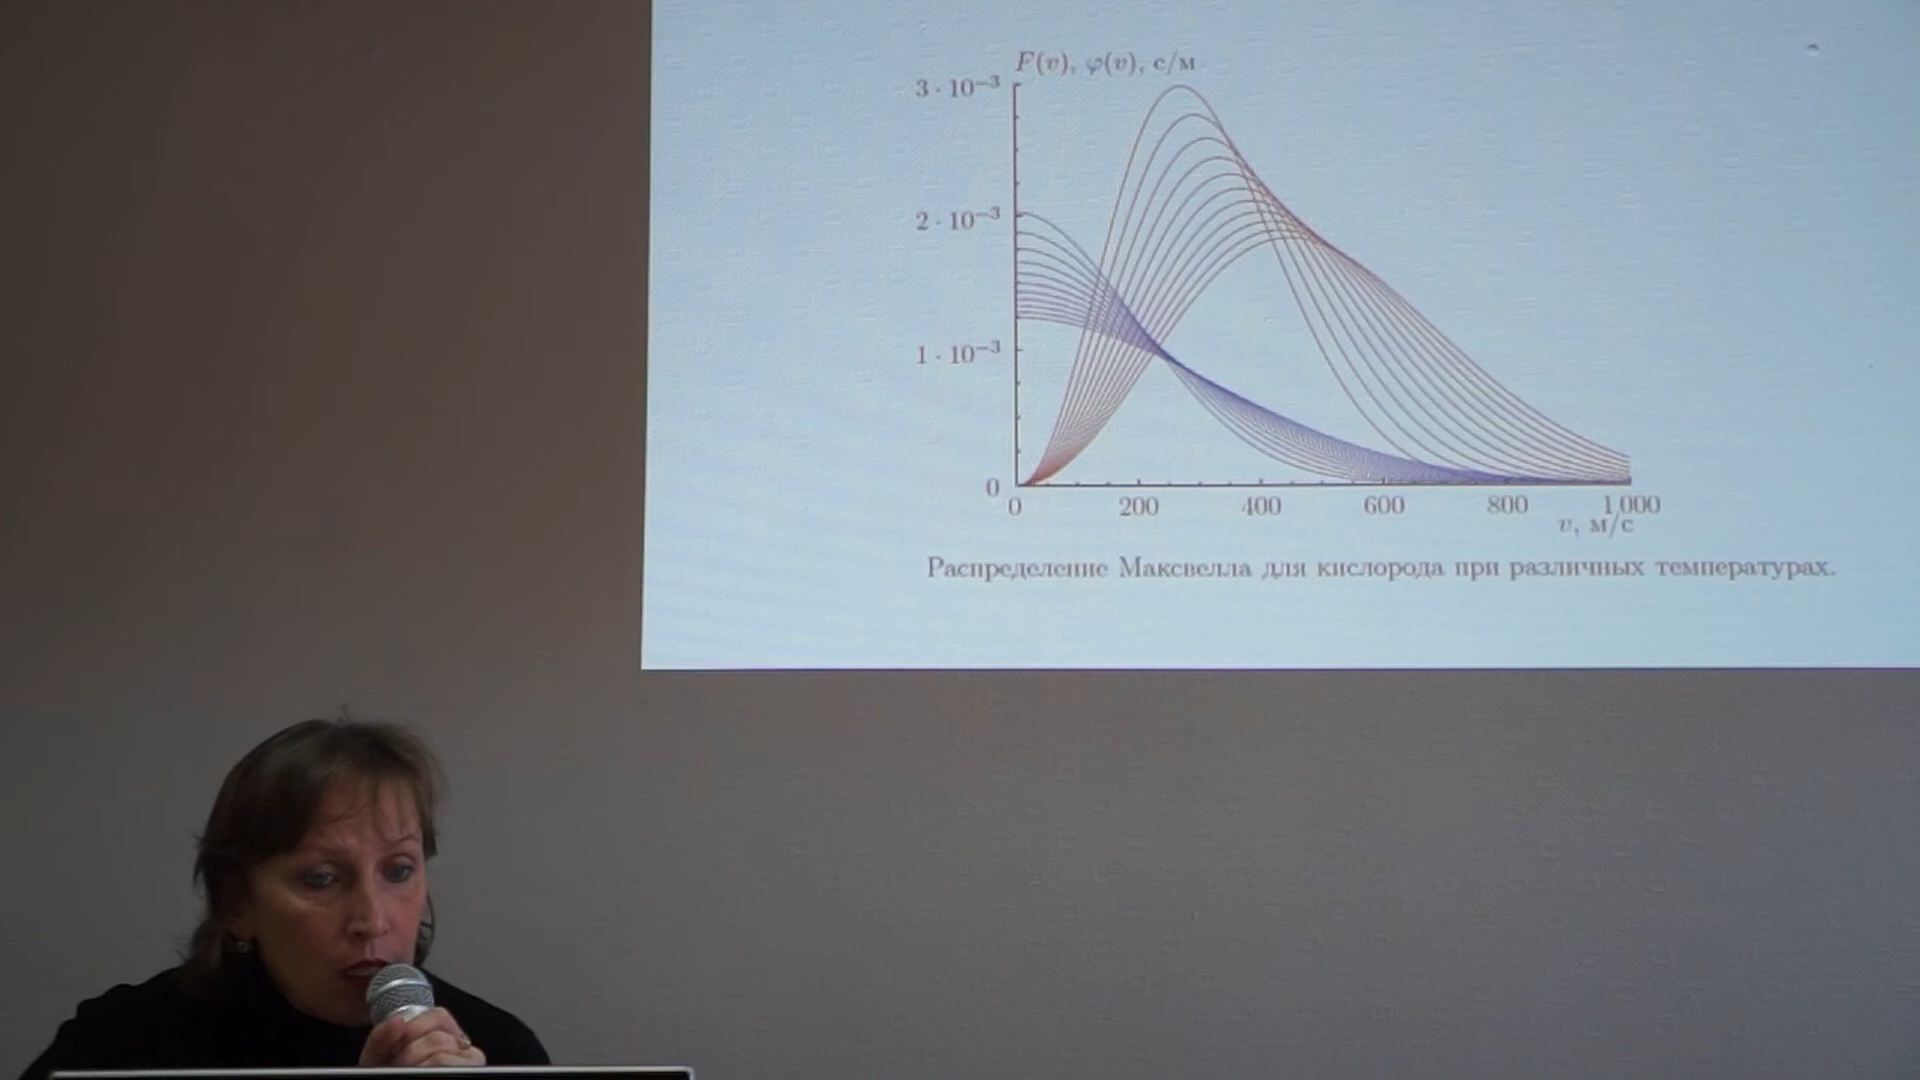 F(v), φ(v), с/м
3 · 10⁻³
2 · 10⁻³
1 · 10⁻³
0
0 200 400 600 800 1 000
v, м/с
Распределение Максвелла для кислорода при различных температурах.